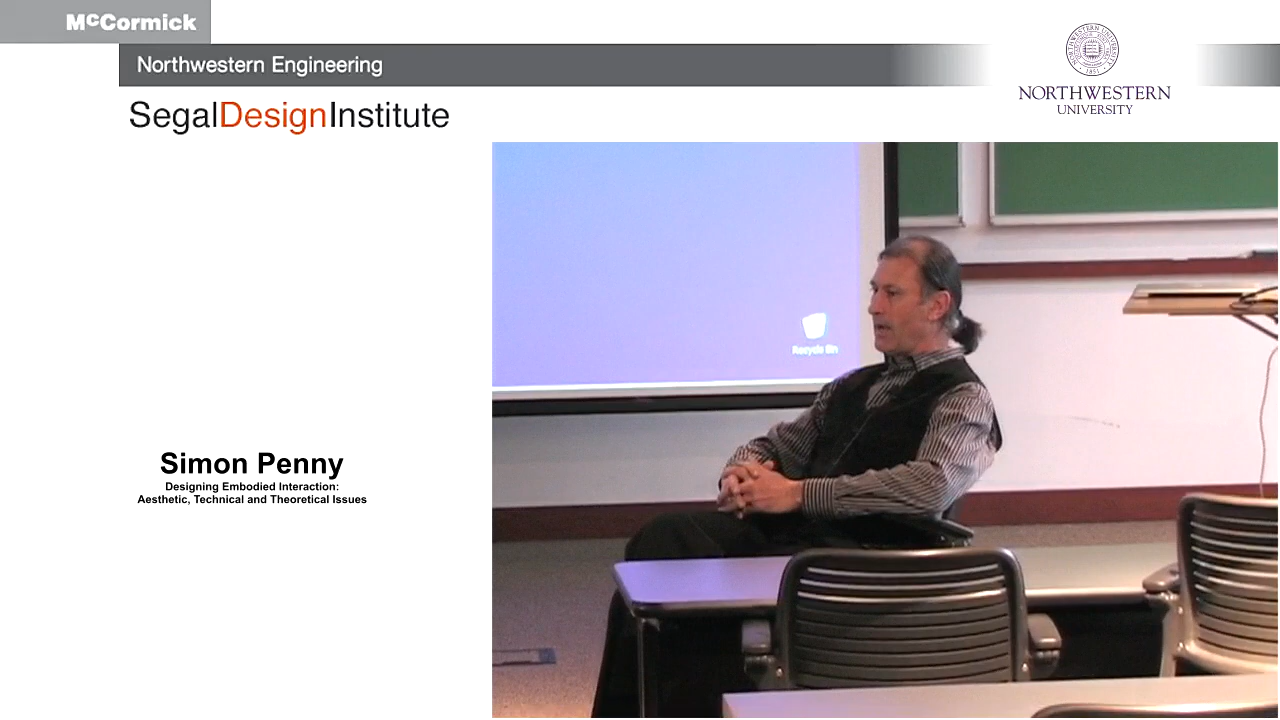 McCormick
Northwestern Engineering
SegalDesignInstitute
NORTHWESTERN
UNIVERSITY
Recycle Bin
Simon Penny
Designing Embodied Interaction:
Aesthetic, Technical and Theoretical Issues